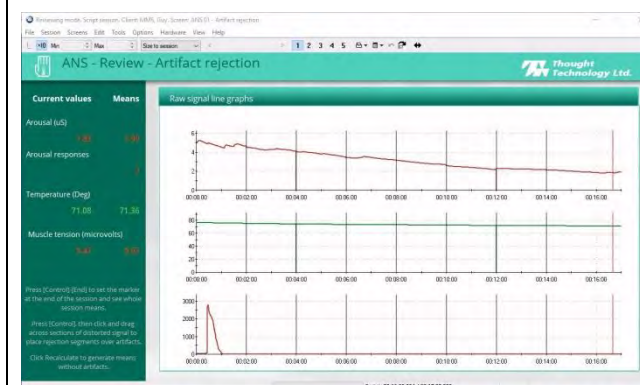 Reviewing mode. Script session. Client: KIMS, Guy. Screen: ANS 01 - Artifact rejection
File Session Screens Edit Tools Options Hardware View Help
Min Max Size to session 1 2 3 4 5
ANS - Review - Artifact rejection
Thought
Technology Ltd.
Current values Means
Raw signal line graphs
Arousal (uS)
Arousal responses
Temperature (Deg)
71.08 71.36
Muscle tension (microvolts)
Press [Control]-[End] to set the marker
at the end of the session and see whole
session means.
Press [Control], then click and drag
across sections of distorted signal to
place rejection segments over artifacts.
Click Recalculate to generate means
without artifacts.
6
4
2
0
00:00:00 00:02:00 00:04:00 00:06:00 00:08:00 00:10:00 00:12:00 00:14:00 00:16:00
80
60
40
20
0
00:00:00 00:02:00 00:04:00 00:06:00 00:08:00 00:10:00 00:12:00 00:14:00 00:16:00
3000
2000
1000
0
00:00:00 00:02:00 00:04:00 00:06:00 00:08:00 00:10:00 00:12:00 00:14:00 00:16:00